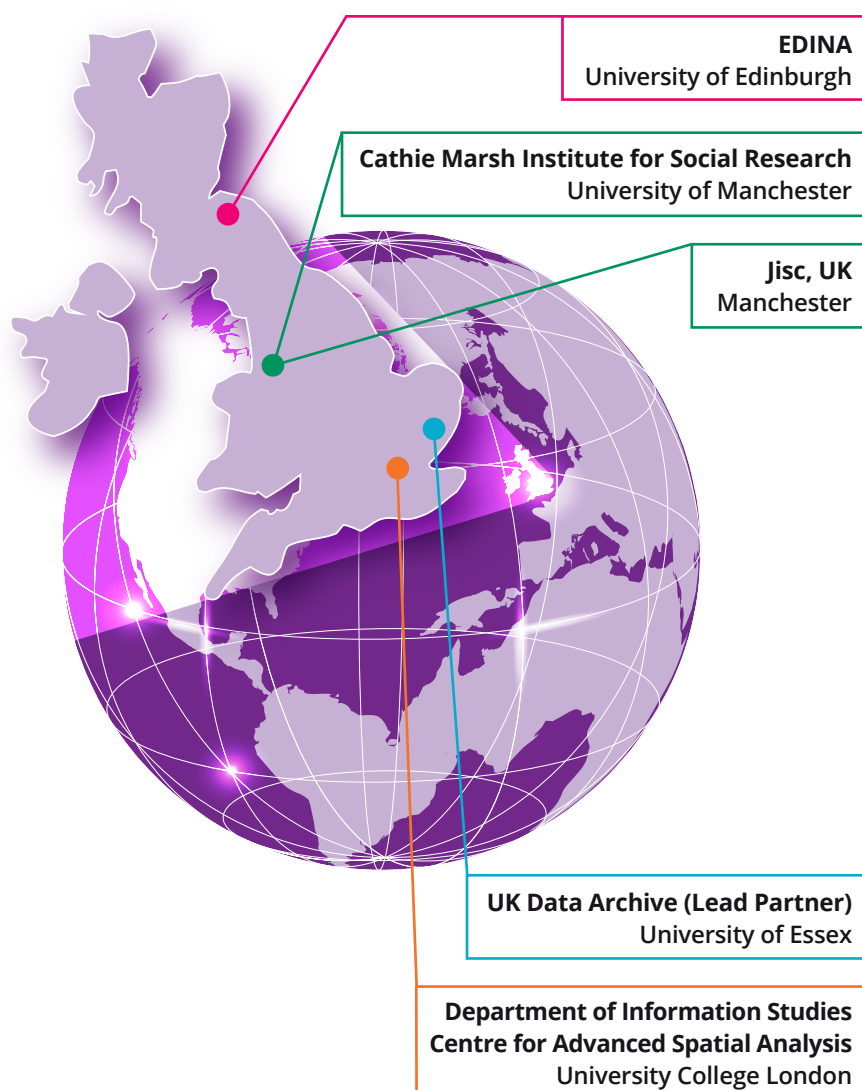 EDINA
University of Edinburgh
Cathie Marsh Institute for Social Research
University of Manchester
Jisc, UK
Manchester
UK Data Archive (Lead Partner)
University of Essex
Department of Information Studies
Centre for Advanced Spatial Analysis
University College London